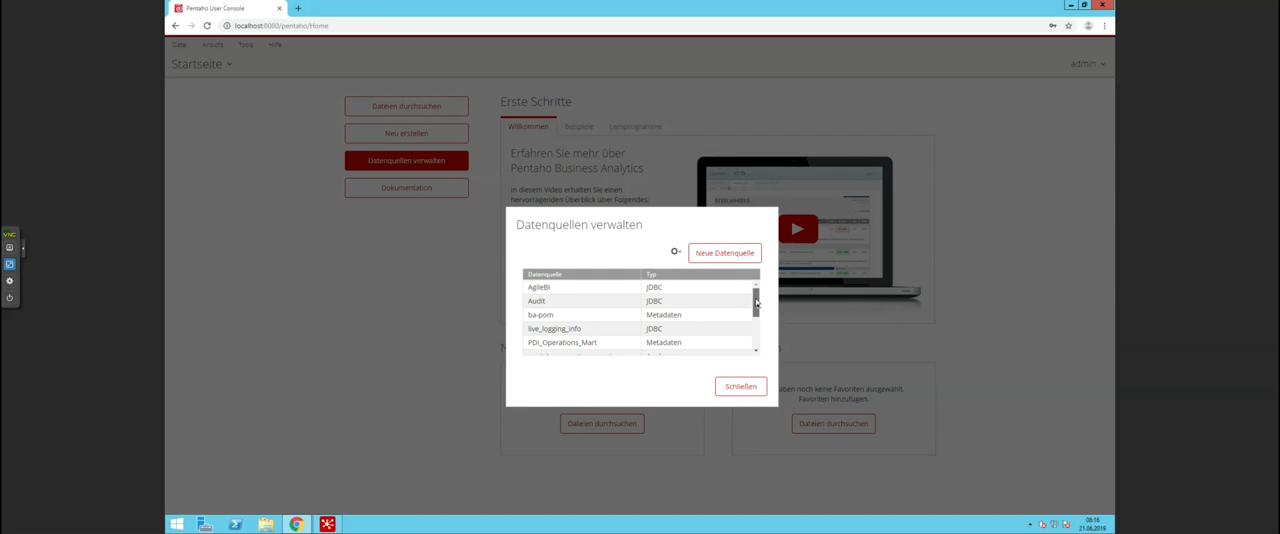 Pentaho User Console
localhost:8080/pentaho/Home
Datei Ansicht Tools Hilfe
Startseite
admin
Dateien durchsuchen
Neu erstellen
Datenquellen verwalten
Dokumentation
Erste Schritte
Willkommen Beispiele Lernprogramme
Erfahren Sie mehr über
Pentaho Business Analytics
in diesem Video erhalten Sie einen
hervorragenden Überblick über Folgendes:
Datenquellen verwalten
Neue Datenquelle
Datenquelle Typ
AgileBI JDBC
Audit JDBC
ba-pom Metadaten
live_logging_info JDBC
PDI_Operations_Mart Metadaten
Schließen
aben noch keine Favoriten ausgewählt.
Favoriten hinzufügen.
Dateien durchsuchen
Dateien durchsuchen
VNC
08:16
21.06.2019